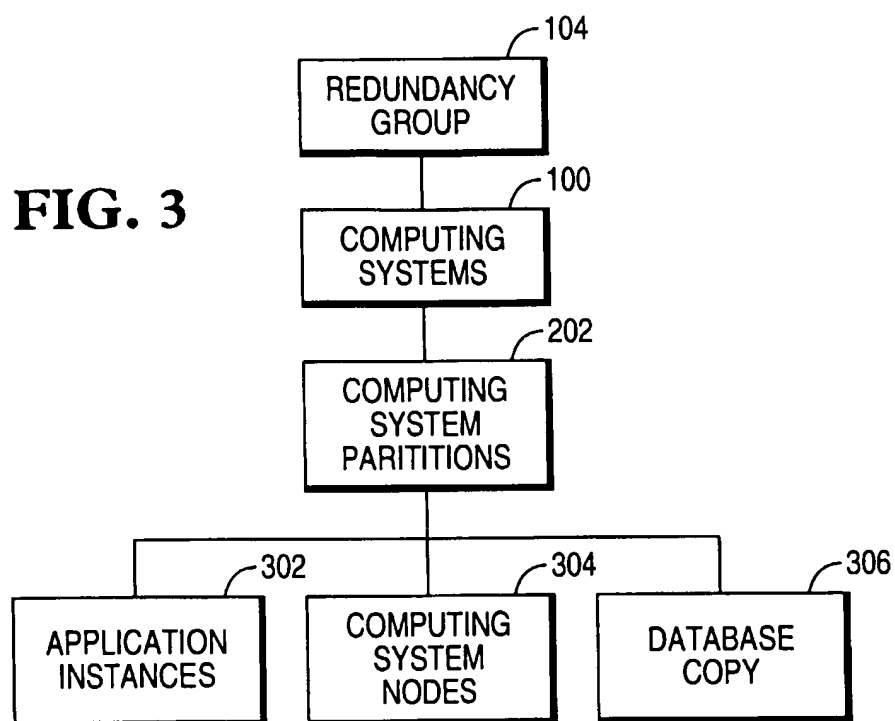 104
REDUNDANCY
GROUP
FIG. 3
100
COMPUTING
SYSTEMS
202
COMPUTING
SYSTEM
PARITITIONS
302
APPLICATION
INSTANCES
304
COMPUTING
SYSTEM
NODES
306
DATABASE
COPY